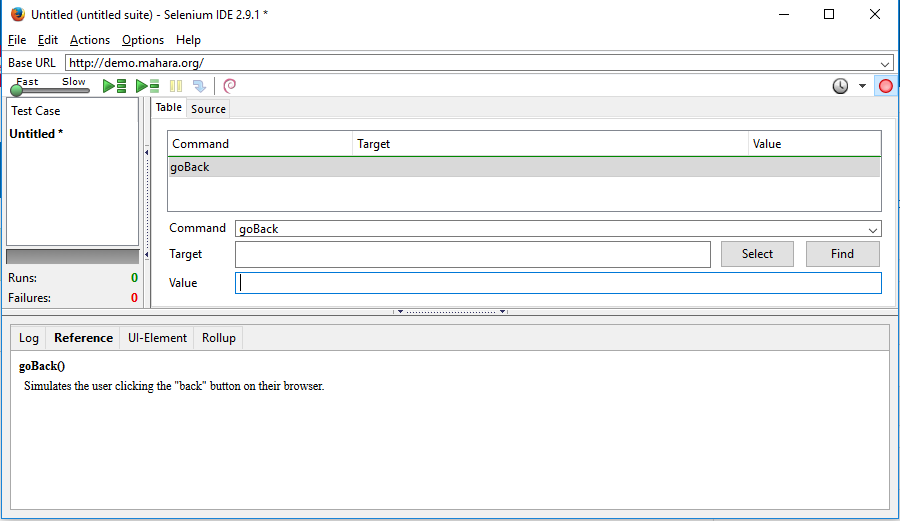 Untitled (untitled suite) - Selenium IDE 2.9.1 *
File Edit Actions Options Help
Base URL http://demo.mahara.org/
Fast Slow
Test Case
Untitled *
Runs: 0
Failures: 0
Table Source
Command Target Value
goBack
Command goBack
Target Select Find
Value
Log Reference UI-Element Rollup
goBack()
Simulates the user clicking the "back" button on their browser.